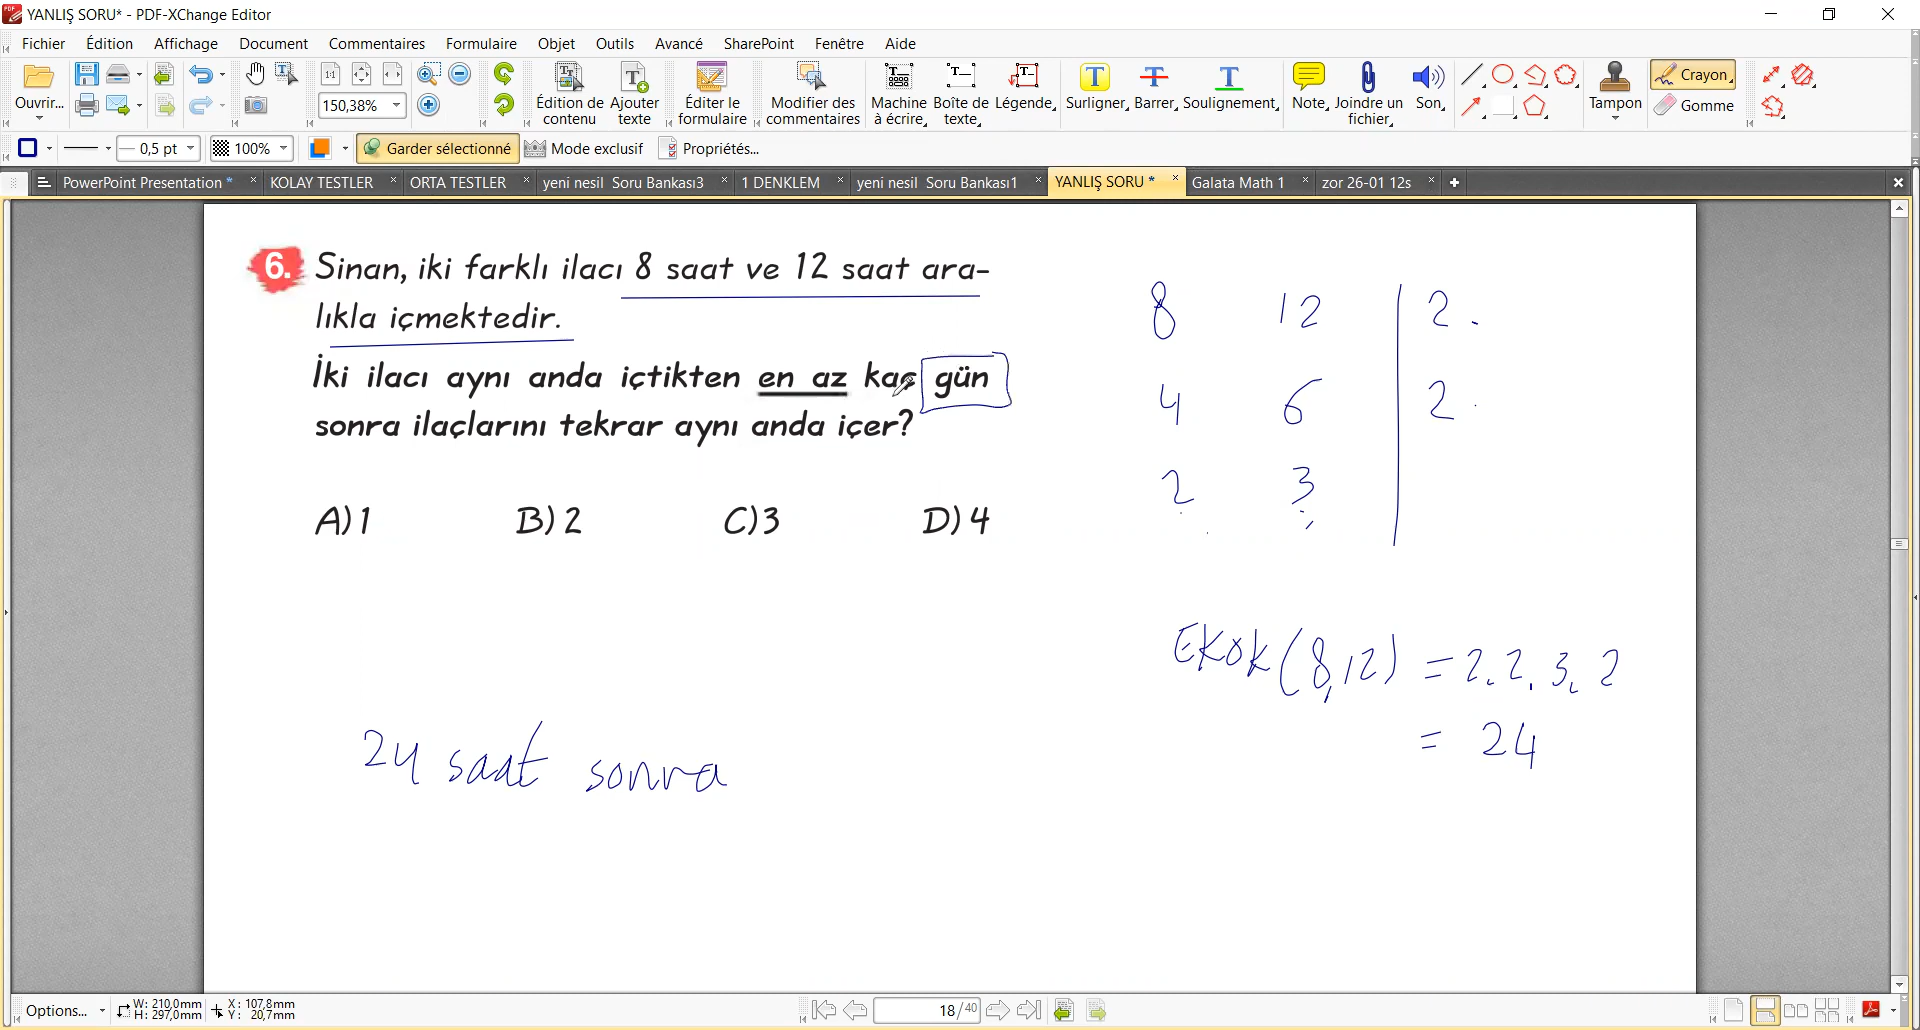 YANLIŞ SORU* - PDF-XChange Editor
Fichier Édition Affichage Document Commentaires Formulaire Objet Outils Avancé SharePoint Fenêtre Aide
Ouvrir... 150,38% Édition de contenu Ajouter texte Éditer le formulaire Modifier des commentaires Machine à écrire Boîte de texte Légende Surligner Barrer Soulignement Note Joindre un fichier Son Tampon Crayon Gomme
0,5 pt 100% Garder sélectionné Mode exclusif Propriétés...
PowerPoint Presentation * KOLAY TESTLER ORTA TESTLER yeni nesil Soru Bankası3 1 DENKLEM yeni nesil Soru Bankası1 YANLIŞ SORU * Galata Math 1 zor 26-01 12s
6. Sinan, iki farklı ilacı 8 saat ve 12 saat ara-
lıkla içmektedir.
İki ilacı aynı anda içtikten en az kaç gün
sonra ilaçlarını tekrar aynı anda içer?
A) 1 B) 2 C) 3 D) 4
8 12 2
4 6 2
2 3
EKOK (8,12) = 2.2.3.2
= 24
24 saat sonra
Options... W: 210,0mm X: 107,8mm 18/40
H: 297,0mm Y: 20,7mm